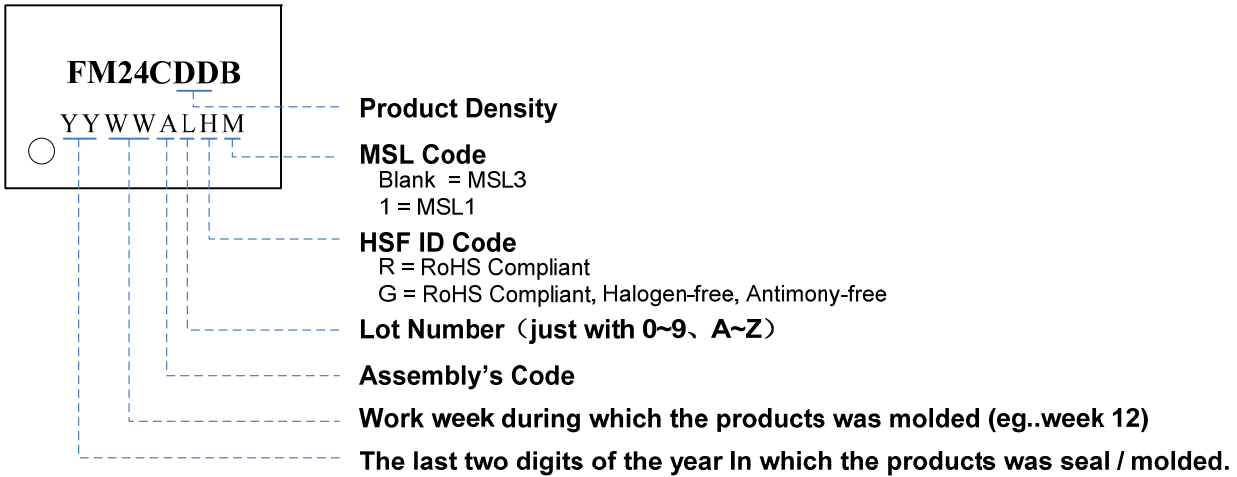 FM24CDDB
YYWWALHM
Product Density
MSL Code
Blank = MSL3
1 = MSL1
HSF ID Code
R = RoHS Compliant
G = RoHS Compliant, Halogen-free, Antimony-free
Lot Number（just with 0~9、A~Z）
Assembly’s Code
Work week during which the products was molded (eg..week 12)
The last two digits of the year In which the products was seal / molded.